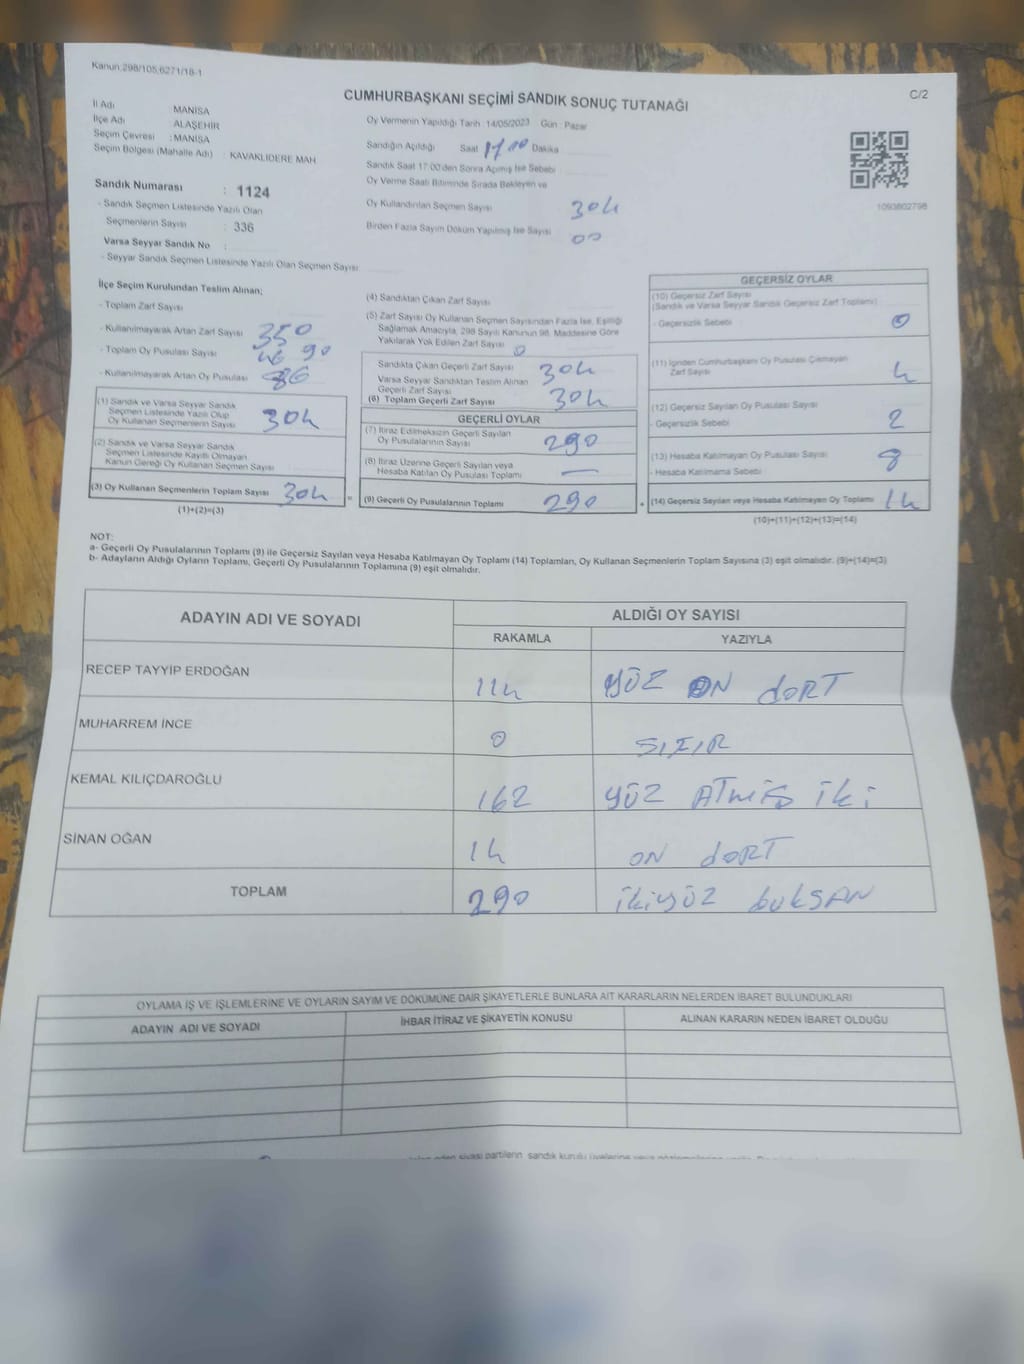 Kanun.298/105,6271/18-1
C/2
CUMHURBAŞKANI SEÇİMİ SANDIK SONUÇ TUTANAĞI
İl Adı MANİSA
İlçe Adı ALAŞEHİR
Seçim Çevresi : MANİSA
Seçim Bölgesi (Mahalle Adı) : KAVAKLIDERE MAH
Sandık Numarası : 1124
- Sandık Seçmen Listesinde Yazılı Olan
Seçmenlerin Sayısı : 336
Varsa Seyyar Sandık No :
- Seyyar Sandık Seçmen Listesinde Yazılı Olan Seçmen Sayısı
Oy Vermenin Yapıldığı Tarih :14/05/2023 Gün : Pazar
Sandığın Açıldığı Saat Dakika
Sandık Saat 17:00'den Sonra Açımış İse Sebebi
Oy Verme Saati Bitiminde Sırada Bekleyen ve
Oy Kullandırılan Seçmen Sayısı 304
Birden Fazla Sayım Döküm Yapılmış İse Sayısı 00
1093802798
İlçe Seçim Kurulundan Teslim Alınan;
- Toplam Zarf Sayısı
- Kullanılmayarak Artan Zarf Sayısı 350
- Toplam Oy Pusulası Sayısı 46 90
- Kullanılmayarak Artan Oy Pusulası 86
(1) Sandık ve Varsa Seyyar Sandık
Seçmen Listesinde Yazılı Olup
Oy Kullanan Seçmenlerin Sayısı 304
(2) Sandık ve Varsa Seyyar Sandık
Seçmen Listesinde Kayıtlı Olmayan
Kanun Gereği Oy Kullanan Seçmen Sayısı
(3) Oy Kullanan Seçmenlerin Toplam Sayısı 304
(1)+(2)=(3)
(4) Sandıktan Çıkan Zarf Sayısı
(5) Zarf Sayısı Oy Kullanan Seçmen Sayısından Fazla İse, Eşitliği
Sağlamak Amacıyla, 298 Sayılı Kanunun 98. Maddesine Göre
Yakılarak Yok Edilen Zarf Sayısı 0
Sandıkta Çıkan Geçerli Zarf Sayısı 304
Varsa Seyyar Sandıktan Teslim Alınan
Geçerli Zarf Sayısı
(6) Toplam Geçerli Zarf Sayısı 304
GEÇERLİ OYLAR
(7) İtiraz Edilmeksizin Geçerli Sayılan
Oy Pusulalarının Sayısı 290
(8) İtiraz Üzerine Geçerli Sayılan veya
Hesaba Katılan Oy Pusulası Toplamı —
(9) Geçerli Oy Pusulalarının Toplamı 290
GEÇERSİZ OYLAR
(10) Geçersiz Zarf Sayısı
(Sandık ve Varsa Seyyar Sandık Geçersiz Zarf Toplamı)
- Geçersizlik Sebebi : 0
(11) İçinden Cumhurbaşkanı Oy Pusulası Çıkmayan
Zarf Sayısı 4
(12) Geçersiz Sayılan Oy Pusulası Sayısı
- Geçersizlik Sebebi 2
(13) Hesaba Katılmayan Oy Pusulası Sayısı 8
- Hesaba Katılmama Sebebi
(14) Geçersiz Sayılan veya Hesaba Katılmayan Oy Toplamı 14
(10)+(11)+(12)+(13)=(14)
NOT:
a- Geçerli Oy Pusulalarının Toplamı (9) ile Geçersiz Sayılan veya Hesaba Katılmayan Oy Toplamı (14) Toplamları, Oy Kullanan Seçmenlerin Toplam Sayısına (3) eşit olmalıdır. (9)+(14)=(3)
b- Adayların Aldığı Oyların Toplamı, Geçerli Oy Pusulalarının Toplamına (9) eşit olmalıdır.
ADAYIN ADI VE SOYADI ALDIĞI OY SAYISI
RAKAMLA YAZIYLA
RECEP TAYYİP ERDOĞAN 114 YÜZ ON dORT
MUHARREM İNCE 0 SIFIR
KEMAL KILIÇDAROĞLU 162 YÜZ ATMIŞ İKİ
SİNAN OĞAN 14 ON dORT
TOPLAM 290 İKİYÜZ DUKSAN
OYLAMA İŞ VE İŞLEMLERİNE VE OYLARIN SAYIM VE DÖKÜMÜNE DAİR ŞİKAYETLERLE BUNLARA AİT KARARLARIN NELERDEN İBARET BULUNDUKLARI
ADAYIN ADI VE SOYADI İHBAR İTİRAZ VE ŞİKAYETİN KONUSU ALINAN KARARIN NEDEN İBARET OLDUĞU
eden siyasi partilerin sandık kurulu üyelerine veya